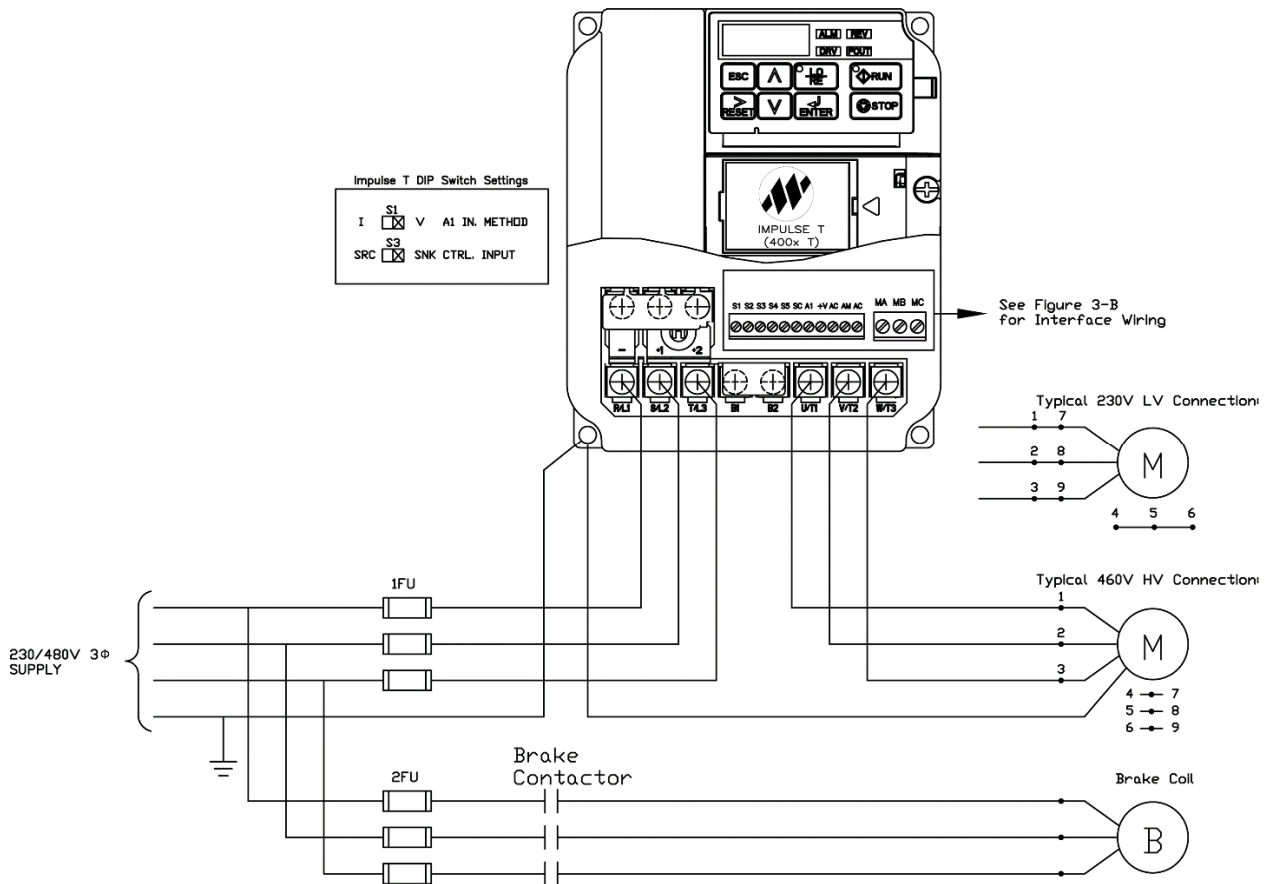 ALM REV
DRV FOUT
ESC
LO
RE
RUN
RESET
ENTER
STOP
Impulse T DIP Switch Settings
S1
I V A1 IN. METHOD
S3
SRC SNK CTRL. INPUT
IMPULSE T
(400x T)
S1 S2 S3 S4 S5 SC A1 +V AC AM AC
MA MB MC
See Figure 3-B
for Interface Wiring
- +1 +2
R/L1 S/L2 T/L3 B1 B2 U/T1 V/T2 W/T3
Typical 230V LV Connection
1 7
2 8
3 9
M
4 5 6
1FU
Typical 460V HV Connection
1
2
3
M
4 7
5 8
6 9
230/480V 3Φ
SUPPLY
Brake
Contactor
2FU
Brake Coil
B